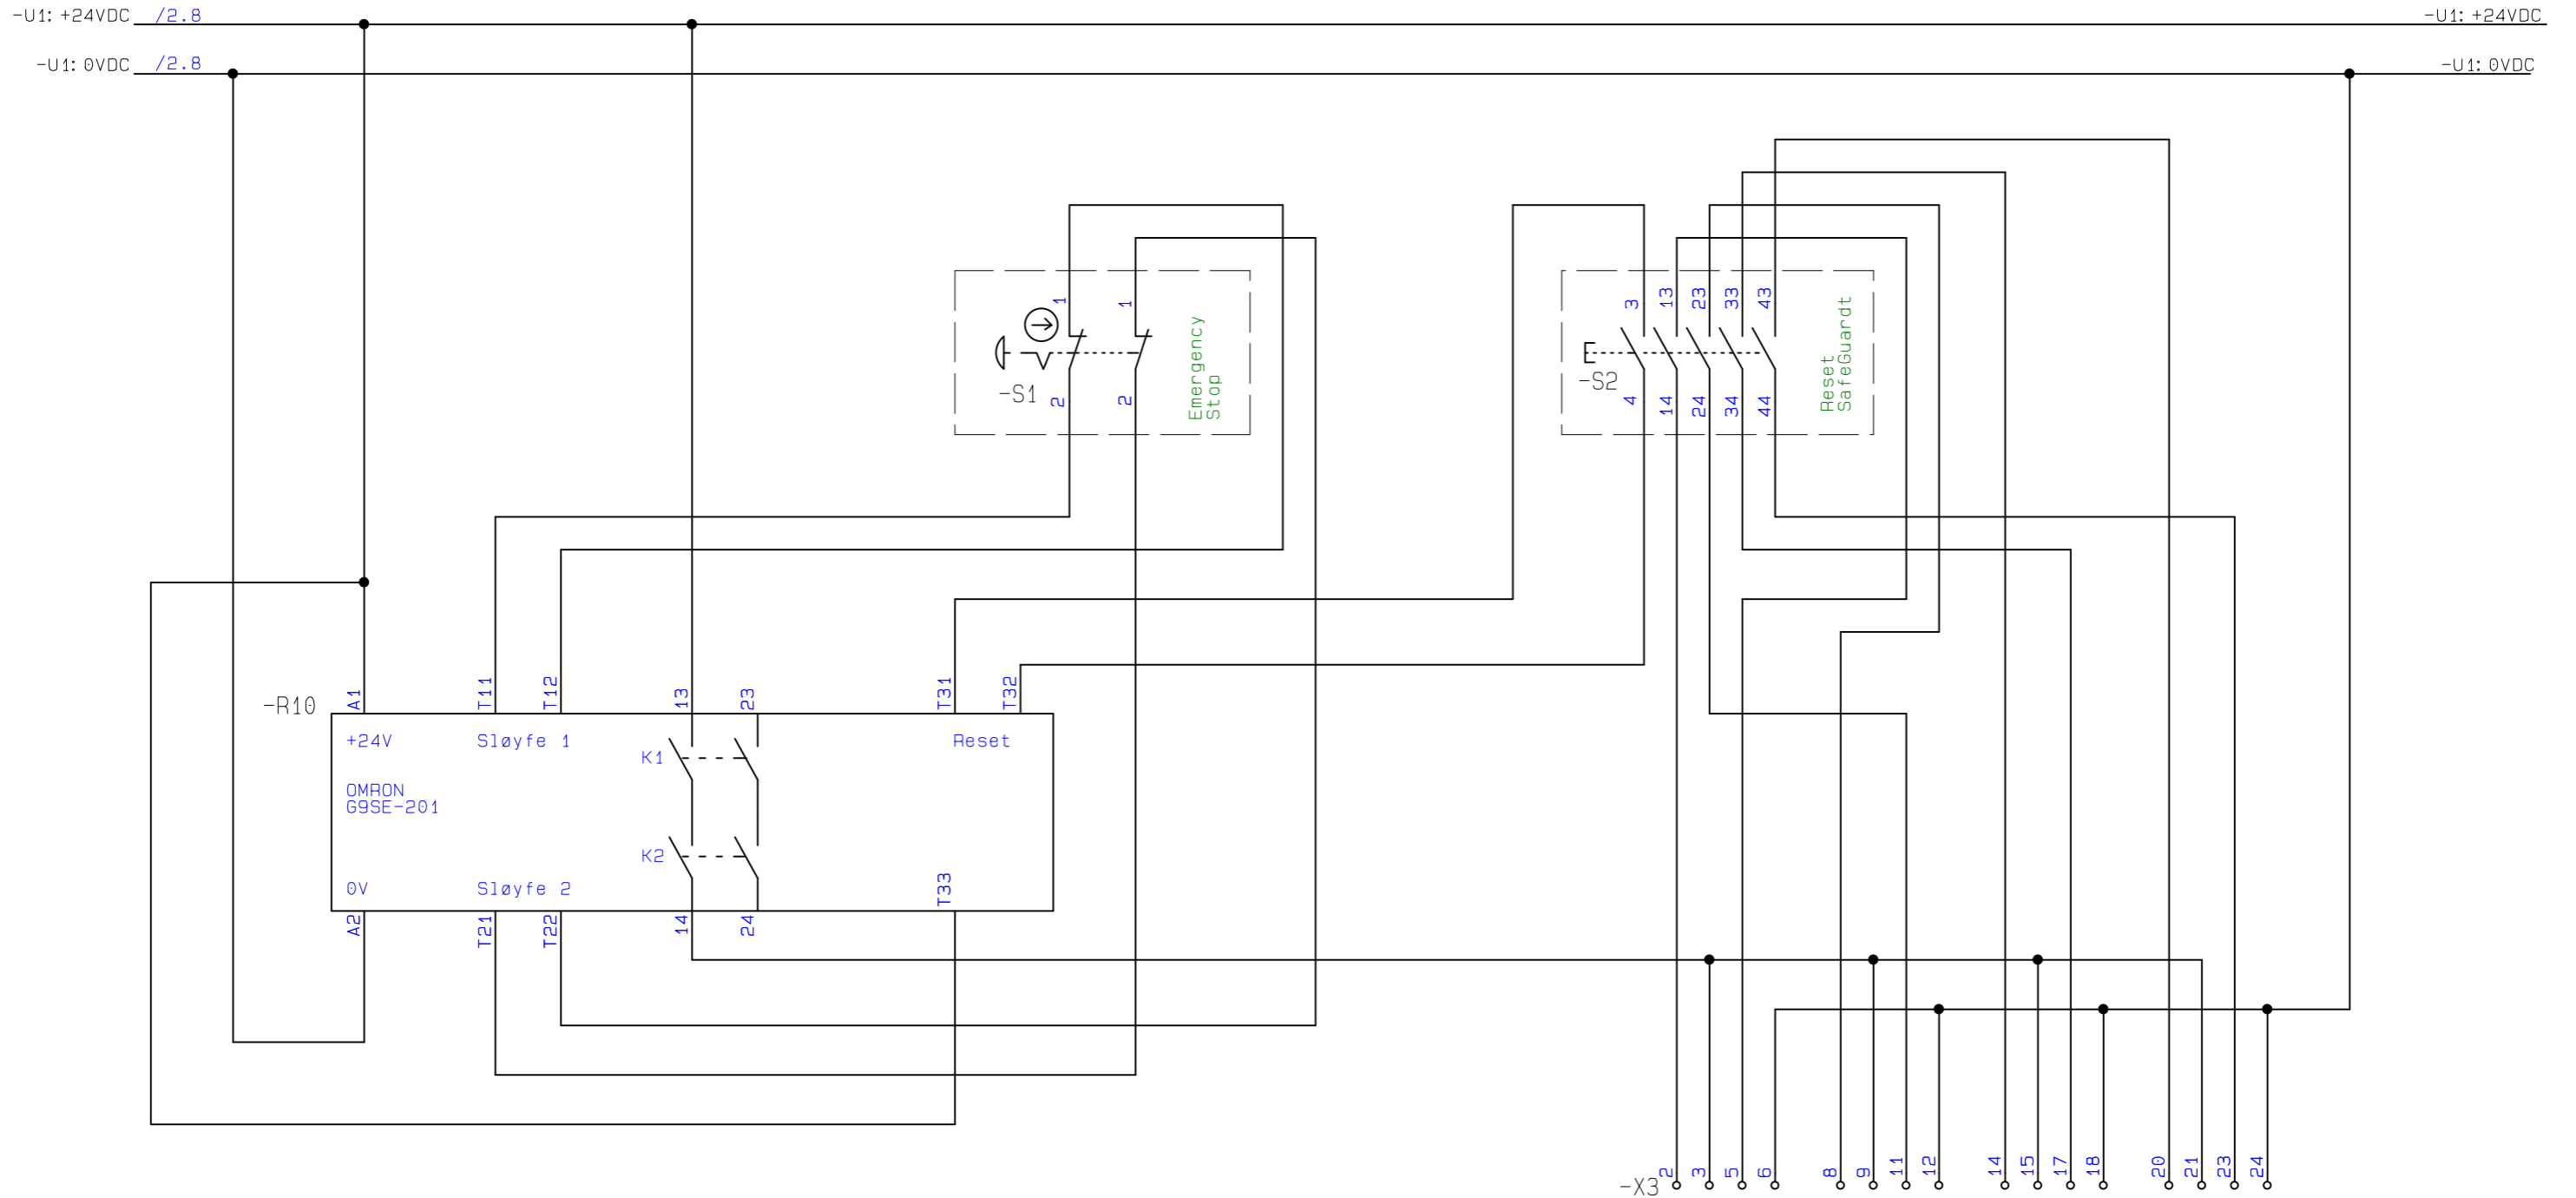 -U1: +24VDC /2.8 -U1: +24VDC
-U1: 0VDC /2.8 -U1: 0VDC
1 1
3 13 23 33 43
-S1
-S2
2 2
4 14 24 34 44
Emergency
Stop
Reset
SafeGuardt
-R10
A1 T11 T12 13 23 T31 T32
+24V Sløyfe 1 Reset
K1
OMRON
G9SE-201
K2
0V Sløyfe 2 T33
A2 T21 T22 14 24
-X3 2 3 5 6 8 9 11 12 14 15 17 18 20 21 23 24